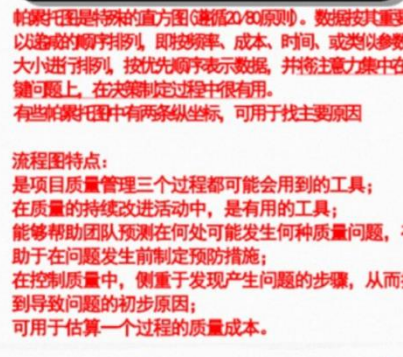 帕累托图是特殊的直方图(遵循20/80原则)。数据按其重要
以递减的顺序排列，即按频率、成本、时间、或类似参数
大小进行排列，按优先顺序表示数据，并将注意力集中在
键问题上，在决策制定过程中很有用。
有些帕累托图中有两条纵坐标，可用于找主要原因
流程图特点：
是项目质量管理三个过程都可能会用到的工具；
在质量的持续改进活动中，是有用的工具；
能够帮助团队预测在何处可能发生何种质量问题，
助于在问题发生前制定预防措施；
在控制质量中，侧重于发现产生问题的步骤，从而
到导致问题的初步原因；
可用于估算一个过程的质量成本。